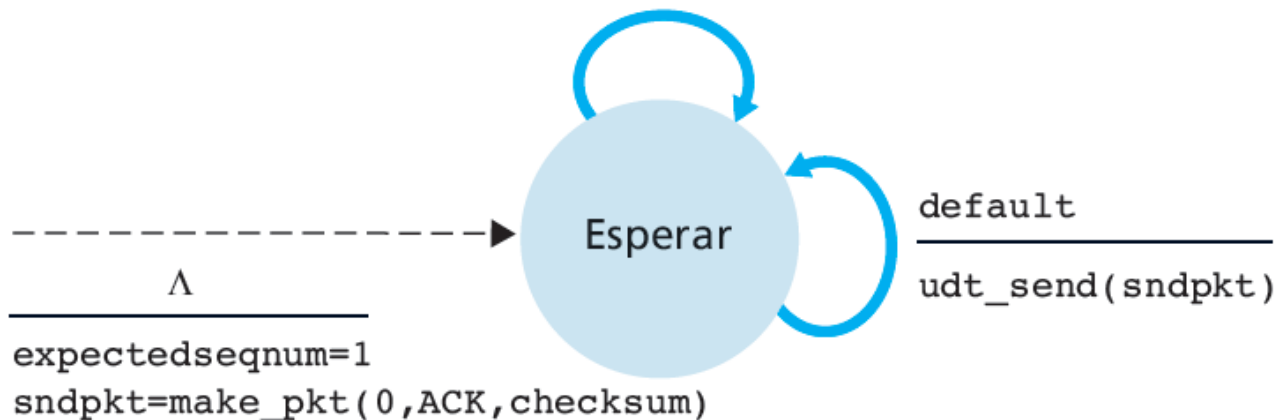 Esperar
default
udt_send(sndpkt)
Λ
expectedseqnum=1
sndpkt=make_pkt(0,ACK,checksum)